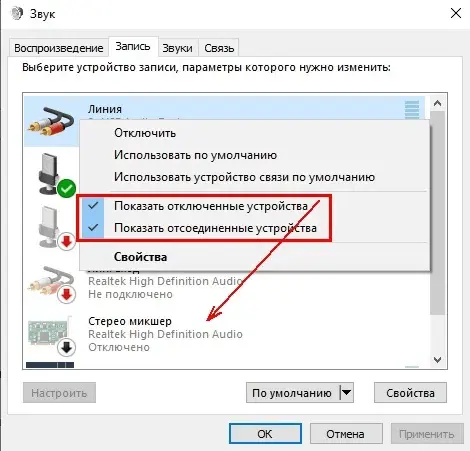 Звук
Воспроизведение Запись Звуки Связь
Выберите устройство записи, параметры которого нужно изменить:
Линия
Отключить
Использовать по умолчанию
Использовать устройство связи по умолчанию
Показать отключенные устройства
Показать отсоединенные устройства
Свойства
Realtek High Definition Audio
Не подключено
Стерео микшер
Realtek High Definition Audio
Отключено
Настроить По умолчанию Свойства
ОК Отмена Применить